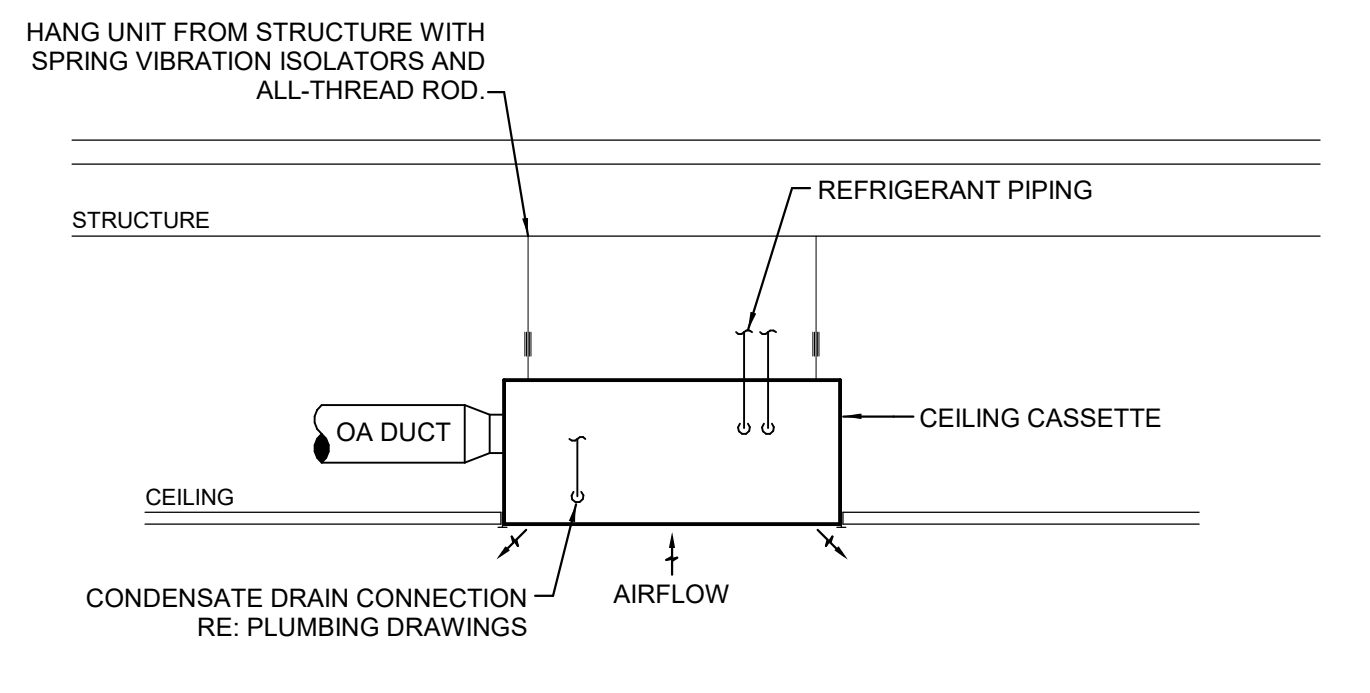 HANG UNIT FROM STRUCTURE WITH
SPRING VIBRATION ISOLATORS AND
ALL-THREAD ROD.
REFRIGERANT PIPING
STRUCTURE
OA DUCT
CEILING CASSETTE
CEILING
CONDENSATE DRAIN CONNECTION
RE: PLUMBING DRAWINGS
AIRFLOW